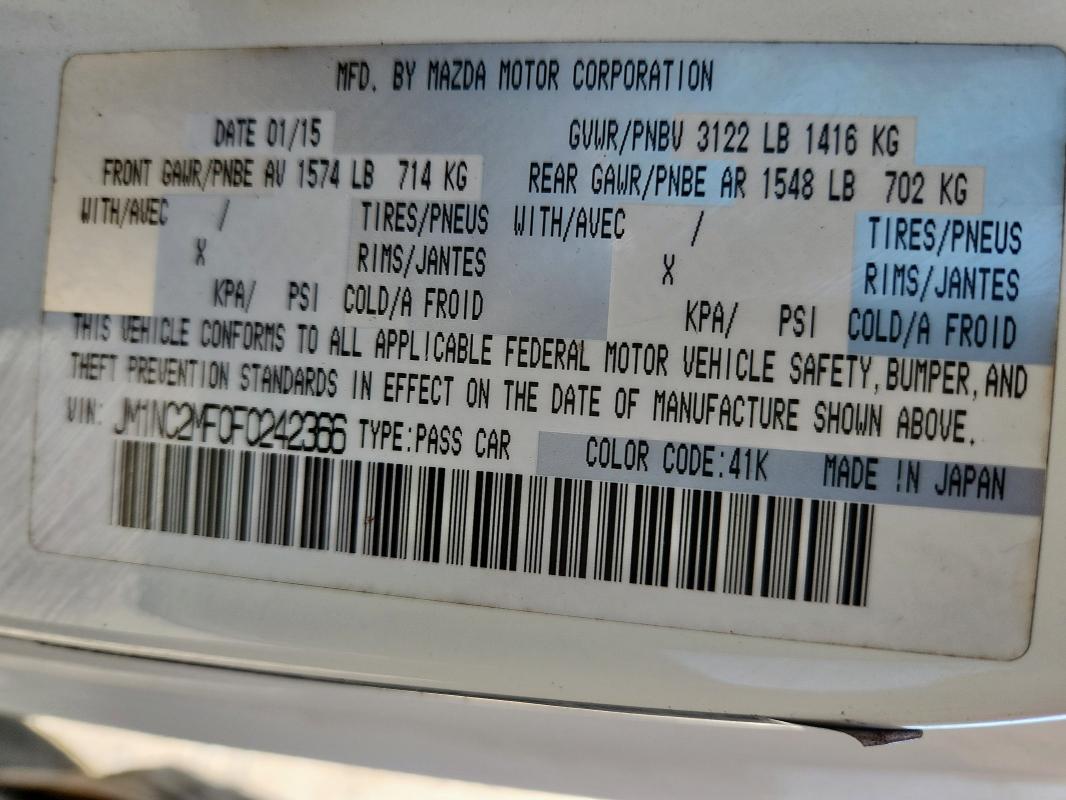 MFD. BY MAZDA MOTOR CORPORATION
DATE 01/15 GVWR/PNBV 3122 LB 1416 KG
FRONT GAWR/PNBE AV 1574 LB 714 KG REAR GAWR/PNBE AR 1548 LB 702 KG
WITH/AVEC / TIRES/PNEUS WITH/AVEC / TIRES/PNEUS
X RIMS/JANTES X RIMS/JANTES
KPA/ PSI COLD/A FROID KPA/ PSI COLD/A FROID
THIS VEHICLE CONFORMS TO ALL APPLICABLE FEDERAL MOTOR VEHICLE SAFETY, BUMPER, AND
THEFT PREVENTION STANDARDS IN EFFECT ON THE DATE OF MANUFACTURE SHOWN ABOVE.
VIN: JM1NC2MF0F0242366 TYPE:PASS CAR COLOR CODE:41K MADE IN JAPAN